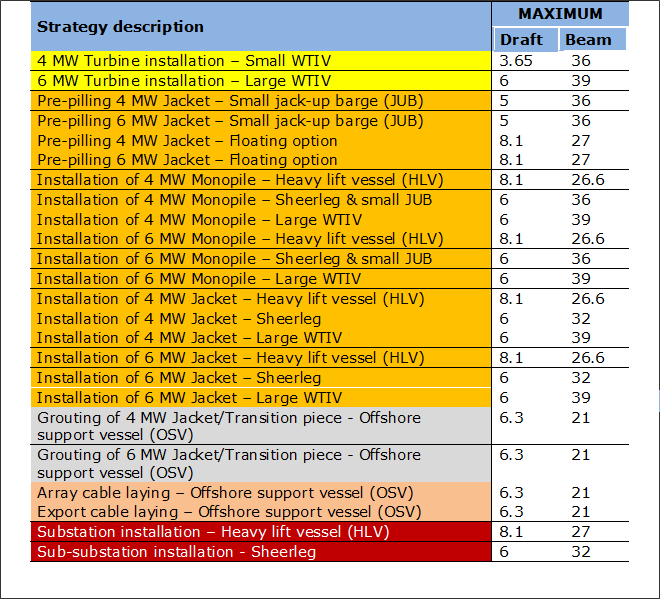 Strategy description MAXIMUM
Draft Beam
4 MW Turbine installation – Small WTIV 3.65 36
6 MW Turbine installation – Large WTIV 6 39
Pre-pilling 4 MW Jacket – Small jack-up barge (JUB) 5 36
Pre-pilling 6 MW Jacket – Small jack-up barge (JUB) 5 36
Pre-pilling 4 MW Jacket – Floating option 8.1 27
Pre-pilling 6 MW Jacket – Floating option 8.1 27
Installation of 4 MW Monopile – Heavy lift vessel (HLV) 8.1 26.6
Installation of 4 MW Monopile – Sheerleg & small JUB 6 36
Installation of 4 MW Monopile – Large WTIV 6 39
Installation of 6 MW Monopile – Heavy lift vessel (HLV) 8.1 26.6
Installation of 6 MW Monopile – Sheerleg & small JUB 6 36
Installation of 6 MW Monopile – Large WTIV 6 39
Installation of 4 MW Jacket – Heavy lift vessel (HLV) 8.1 26.6
Installation of 4 MW Jacket – Sheerleg 6 32
Installation of 4 MW Jacket – Large WTIV 6 39
Installation of 6 MW Jacket – Heavy lift vessel (HLV) 8.1 26.6
Installation of 6 MW Jacket – Sheerleg 6 32
Installation of 6 MW Jacket – Large WTIV 6 39
Grouting of 4 MW Jacket/Transition piece - Offshore 6.3 21
support vessel (OSV)
Grouting of 6 MW Jacket/Transition piece - Offshore 6.3 21
support vessel (OSV)
Array cable laying – Offshore support vessel (OSV) 6.3 21
Export cable laying – Offshore support vessel (OSV) 6.3 21
Substation installation – Heavy lift vessel (HLV) 8.1 27
Sub-substation installation - Sheerleg 6 32